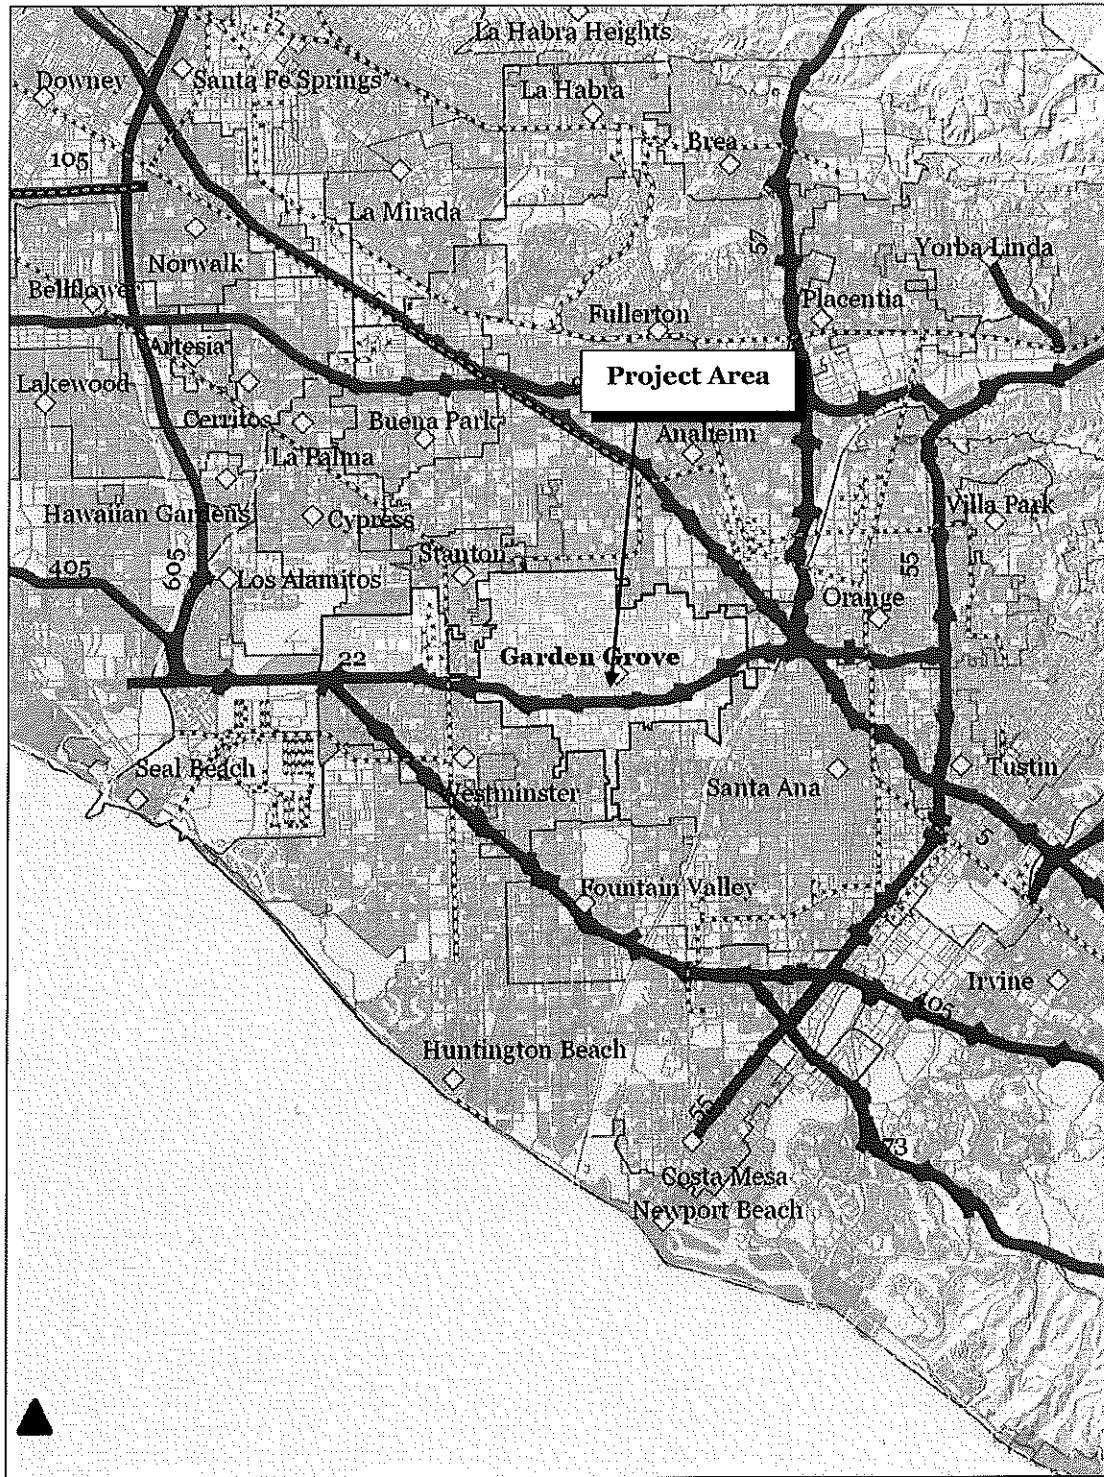 La Habra Heights
Downey
Santa Fe Springs
La Habra
105
Brea
La Mirada
57
Norwalk
Yorba Linda
Bellflower
Placentia
Fullerton
Artesia
Project Area
Lakewood
Cerritos
Buena Park
Anaheim
La Palma
Hawaiian Gardens
Cypress
Villa Park
Stanton
405
605
Los Alamitos
55
Orange
22
Garden Grove
Seal Beach
Westminster
Santa Ana
Tustin
5
Fountain Valley
Irvine
405
Huntington Beach
55
73
Costa Mesa
Newport Beach